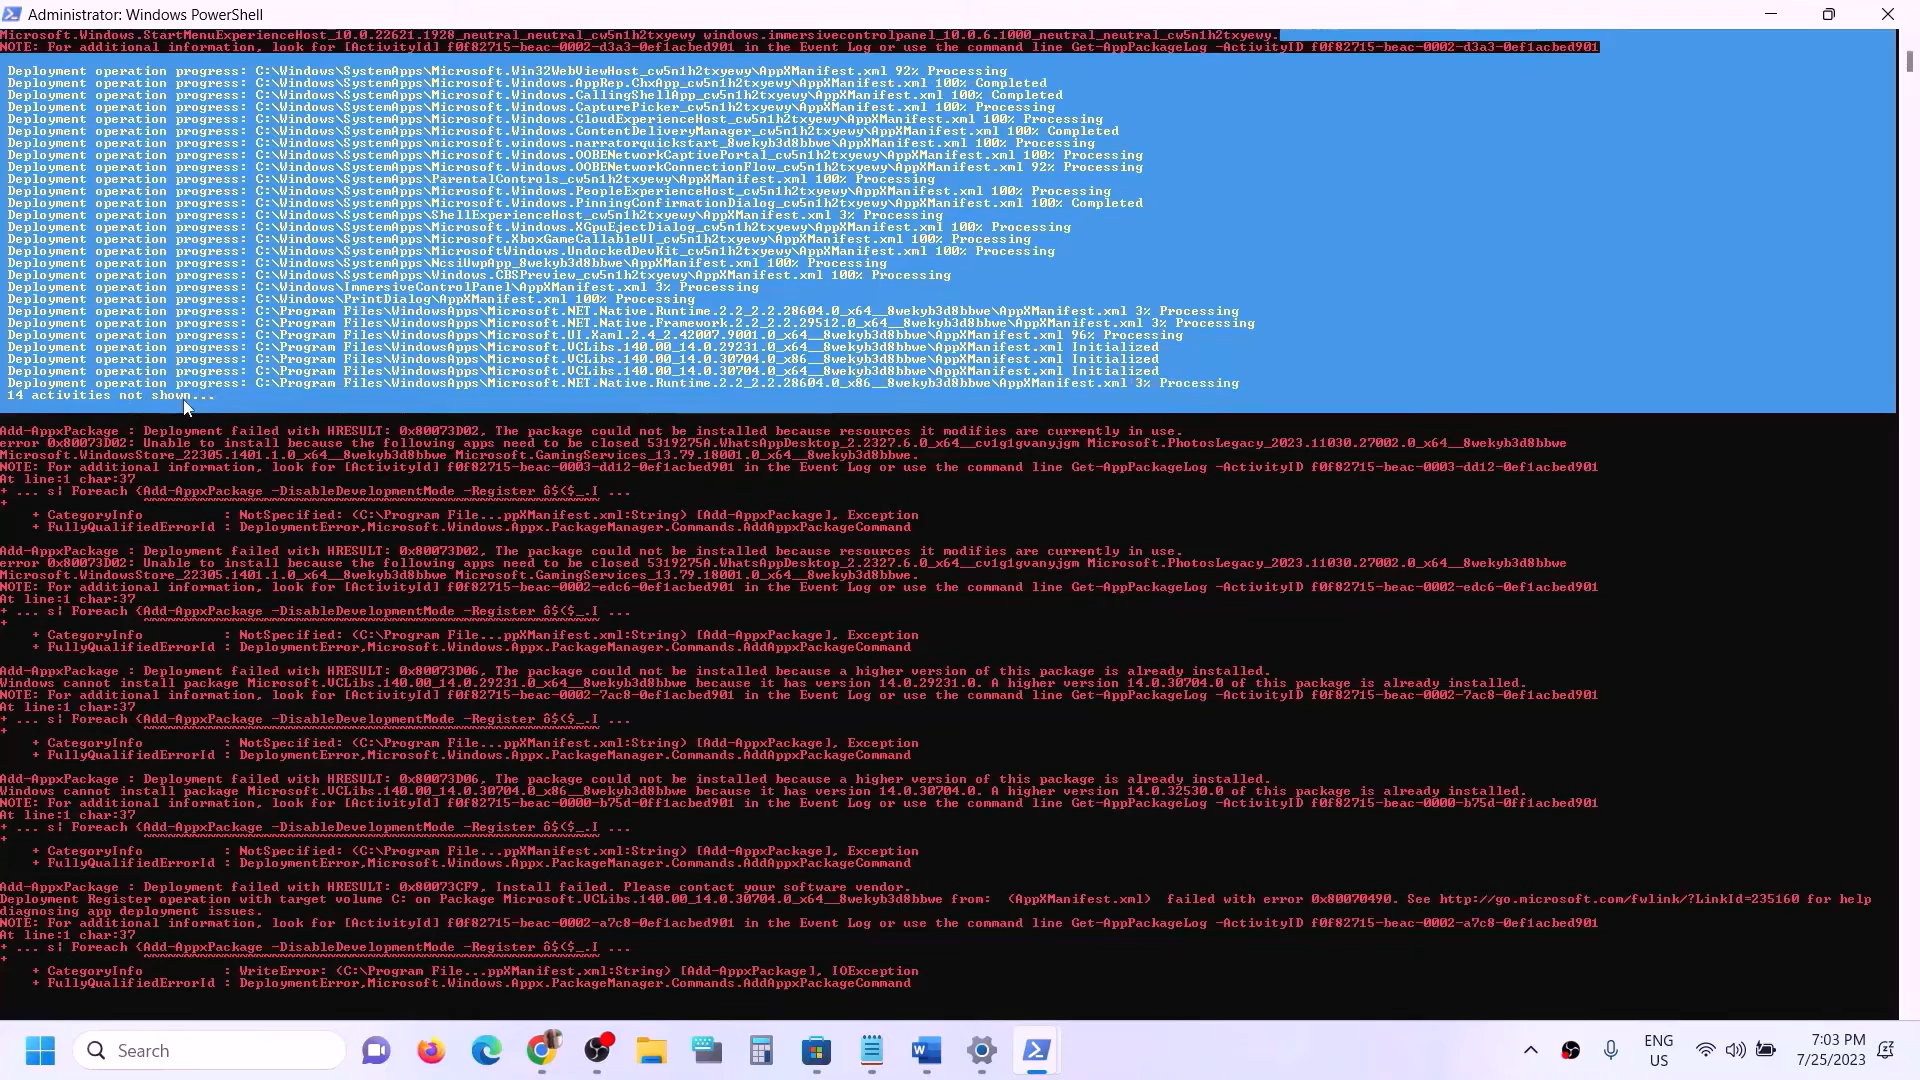 Administrator: Windows PowerShell
Microsoft.Windows.StartMenuExperienceHost_10.0.22621.1928_neutral_neutral_cw5n1h2txyewy windows.immersivecontrolpanel_10.0.6.1000_neutral_neutral_cw5n1h2txyewy.
NOTE: For additional information, look for [ActivityId] f0f82715-beac-0002-d3a3-0ef1acbed901 in the Event Log or use the command line Get-AppPackageLog -ActivityID f0f82715-beac-0002-d3a3-0ef1acbed901
Deployment operation progress: C:\Windows\SystemApps\Microsoft.Win32WebViewHost_cw5n1h2txyewy\AppXManifest.xml 92% Processing
Deployment operation progress: C:\Windows\SystemApps\Microsoft.Windows.AppRep.ChxApp_cw5n1h2txyewy\AppXManifest.xml 100% Completed
Deployment operation progress: C:\Windows\SystemApps\Microsoft.Windows.CallingShellApp_cw5n1h2txyewy\AppXManifest.xml 100% Completed
Deployment operation progress: C:\Windows\SystemApps\Microsoft.Windows.CapturePicker_cw5n1h2txyewy\AppXManifest.xml 100% Processing
Deployment operation progress: C:\Windows\SystemApps\Microsoft.Windows.CloudExperienceHost_cw5n1h2txyewy\AppXManifest.xml 100% Processing
Deployment operation progress: C:\Windows\SystemApps\Microsoft.Windows.ContentDeliveryManager_cw5n1h2txyewy\AppXManifest.xml 100% Completed
Deployment operation progress: C:\Windows\SystemApps\Microsoft.windows.narratorquickstart_8wekyb3d8bbwe\AppXManifest.xml 100% Processing
Deployment operation progress: C:\Windows\SystemApps\Microsoft.Windows.OOBENetworkCaptivePortal_cw5n1h2txyewy\AppXManifest.xml 100% Processing
Deployment operation progress: C:\Windows\SystemApps\Microsoft.Windows.OOBENetworkConnectionFlow_cw5n1h2txyewy\AppXManifest.xml 92% Processing
Deployment operation progress: C:\Windows\SystemApps\ParentalControls_cw5n1h2txyewy\AppXManifest.xml 100% Processing
Deployment operation progress: C:\Windows\SystemApps\Microsoft.Windows.PeopleExperienceHost_cw5n1h2txyewy\AppXManifest.xml 100% Processing
Deployment operation progress: C:\Windows\SystemApps\Microsoft.Windows.PinningConfirmationDialog_cw5n1h2txyewy\AppXManifest.xml 100% Completed
Deployment operation progress: C:\Windows\SystemApps\ShellExperienceHost_cw5n1h2txyewy\AppXManifest.xml 3% Processing
Deployment operation progress: C:\Windows\SystemApps\Microsoft.Windows.XGpuEjectDialog_cw5n1h2txyewy\AppXManifest.xml 100% Processing
Deployment operation progress: C:\Windows\SystemApps\Microsoft.XboxGameCallableUI_cw5n1h2txyewy\AppXManifest.xml 100% Processing
Deployment operation progress: C:\Windows\SystemApps\MicrosoftWindows.UndockedDevKit_cw5n1h2txyewy\AppXManifest.xml 100% Processing
Deployment operation progress: C:\Windows\SystemApps\NcsiUwpApp_8wekyb3d8bbwe\AppXManifest.xml 100% Processing
Deployment operation progress: C:\Windows\SystemApps\Windows.CBSPreview_cw5n1h2txyewy\AppXManifest.xml 100% Processing
Deployment operation progress: C:\Windows\ImmersiveControlPanel\AppXManifest.xml 3% Processing
Deployment operation progress: C:\Windows\PrintDialog\AppXManifest.xml 100% Processing
Deployment operation progress: C:\Program Files\WindowsApps\Microsoft.NET.Native.Runtime.2.2_2.2.28604.0_x64__8wekyb3d8bbwe\AppXManifest.xml 3% Processing
Deployment operation progress: C:\Program Files\WindowsApps\Microsoft.NET.Native.Framework.2.2_2.2.29512.0_x64__8wekyb3d8bbwe\AppXManifest.xml 3% Processing
Deployment operation progress: C:\Program Files\WindowsApps\Microsoft.UI.Xaml.2.4_2.42007.9001.0_x64__8wekyb3d8bbwe\AppXManifest.xml 96% Processing
Deployment operation progress: C:\Program Files\WindowsApps\Microsoft.VCLibs.140.00_14.0.29231.0_x64__8wekyb3d8bbwe\AppXManifest.xml Initialized
Deployment operation progress: C:\Program Files\WindowsApps\Microsoft.VCLibs.140.00_14.0.30704.0_x86__8wekyb3d8bbwe\AppXManifest.xml Initialized
Deployment operation progress: C:\Program Files\WindowsApps\Microsoft.VCLibs.140.00_14.0.30704.0_x64__8wekyb3d8bbwe\AppXManifest.xml Initialized
Deployment operation progress: C:\Program Files\WindowsApps\Microsoft.NET.Native.Runtime.2.2_2.2.28604.0_x86__8wekyb3d8bbwe\AppXManifest.xml 3% Processing
14 activities not shown...
Add-AppxPackage : Deployment failed with HRESULT: 0x80073D02, The package could not be installed because resources it modifies are currently in use.
error 0x80073D02: Unable to install because the following apps need to be closed 5319275A.WhatsAppDesktop_2.2327.6.0_x64__cv1g1gvanyjgm Microsoft.PhotosLegacy_2023.11030.27002.0_x64__8wekyb3d8bbwe
Microsoft.WindowsStore_22305.1401.1.0_x64__8wekyb3d8bbwe Microsoft.GamingServices_13.79.18001.0_x64__8wekyb3d8bbwe.
NOTE: For additional information, look for [ActivityId] f0f82715-beac-0003-dd12-0ef1acbed901 in the Event Log or use the command line Get-AppPackageLog -ActivityID f0f82715-beac-0003-dd12-0ef1acbed901
At line:1 char:37
+ ... s| Foreach {Add-AppxPackage -DisableDevelopmentMode -Register ô$($_.I ...
+ ~~~~~~~~~~~~~~~~~~~~~~~~~~~~~~~~~~~~~~~~~~~~~~~~~~~~~~~~~
+ CategoryInfo : NotSpecified: (C:\Program File...ppXManifest.xml:String) [Add-AppxPackage], Exception
+ FullyQualifiedErrorId : DeploymentError,Microsoft.Windows.Appx.PackageManager.Commands.AddAppxPackageCommand
Add-AppxPackage : Deployment failed with HRESULT: 0x80073D02, The package could not be installed because resources it modifies are currently in use.
error 0x80073D02: Unable to install because the following apps need to be closed 5319275A.WhatsAppDesktop_2.2327.6.0_x64__cv1g1gvanyjgm Microsoft.PhotosLegacy_2023.11030.27002.0_x64__8wekyb3d8bbwe
Microsoft.WindowsStore_22305.1401.1.0_x64__8wekyb3d8bbwe Microsoft.GamingServices_13.79.18001.0_x64__8wekyb3d8bbwe.
NOTE: For additional information, look for [ActivityId] f0f82715-beac-0002-edc6-0ef1acbed901 in the Event Log or use the command line Get-AppPackageLog -ActivityID f0f82715-beac-0002-edc6-0ef1acbed901
At line:1 char:37
+ ... s| Foreach {Add-AppxPackage -DisableDevelopmentMode -Register ô$($_.I ...
+ ~~~~~~~~~~~~~~~~~~~~~~~~~~~~~~~~~~~~~~~~~~~~~~~~~~~~~~~~~
+ CategoryInfo : NotSpecified: (C:\Program File...ppXManifest.xml:String) [Add-AppxPackage], Exception
+ FullyQualifiedErrorId : DeploymentError,Microsoft.Windows.Appx.PackageManager.Commands.AddAppxPackageCommand
Add-AppxPackage : Deployment failed with HRESULT: 0x80073D06, The package could not be installed because a higher version of this package is already installed.
Windows cannot install package Microsoft.VCLibs.140.00_14.0.29231.0_x64__8wekyb3d8bbwe because it has version 14.0.29231.0. A higher version 14.0.30704.0 of this package is already installed.
NOTE: For additional information, look for [ActivityId] f0f82715-beac-0002-7ac8-0ef1acbed901 in the Event Log or use the command line Get-AppPackageLog -ActivityID f0f82715-beac-0002-7ac8-0ef1acbed901
At line:1 char:37
+ ... s| Foreach {Add-AppxPackage -DisableDevelopmentMode -Register ô$($_.I ...
+ ~~~~~~~~~~~~~~~~~~~~~~~~~~~~~~~~~~~~~~~~~~~~~~~~~~~~~~~~~
+ CategoryInfo : NotSpecified: (C:\Program File...ppXManifest.xml:String) [Add-AppxPackage], Exception
+ FullyQualifiedErrorId : DeploymentError,Microsoft.Windows.Appx.PackageManager.Commands.AddAppxPackageCommand
Add-AppxPackage : Deployment failed with HRESULT: 0x80073D06, The package could not be installed because a higher version of this package is already installed.
Windows cannot install package Microsoft.VCLibs.140.00_14.0.30704.0_x86__8wekyb3d8bbwe because it has version 14.0.30704.0. A higher version 14.0.32530.0 of this package is already installed.
NOTE: For additional information, look for [ActivityId] f0f82715-beac-0000-b75d-0ff1acbed901 in the Event Log or use the command line Get-AppPackageLog -ActivityID f0f82715-beac-0000-b75d-0ff1acbed901
At line:1 char:37
+ ... s| Foreach {Add-AppxPackage -DisableDevelopmentMode -Register ô$($_.I ...
+ ~~~~~~~~~~~~~~~~~~~~~~~~~~~~~~~~~~~~~~~~~~~~~~~~~~~~~~~~~
+ CategoryInfo : NotSpecified: (C:\Program File...ppXManifest.xml:String) [Add-AppxPackage], Exception
+ FullyQualifiedErrorId : DeploymentError,Microsoft.Windows.Appx.PackageManager.Commands.AddAppxPackageCommand
Add-AppxPackage : Deployment failed with HRESULT: 0x80073CF9, Install failed. Please contact your software vendor.
Deployment Register operation with target volume C: on Package Microsoft.VCLibs.140.00_14.0.30704.0_x64__8wekyb3d8bbwe from: (AppXManifest.xml) failed with error 0x80070490. See http://go.microsoft.com/fwlink/?LinkId=235160 for help
diagnosing app deployment issues.
NOTE: For additional information, look for [ActivityId] f0f82715-beac-0002-a7c8-0ef1acbed901 in the Event Log or use the command line Get-AppPackageLog -ActivityID f0f82715-beac-0002-a7c8-0ef1acbed901
At line:1 char:37
+ ... s| Foreach {Add-AppxPackage -DisableDevelopmentMode -Register ô$($_.I ...
+ ~~~~~~~~~~~~~~~~~~~~~~~~~~~~~~~~~~~~~~~~~~~~~~~~~~~~~~~~~
+ CategoryInfo : WriteError: (C:\Program File...ppXManifest.xml:String) [Add-AppxPackage], IOException
+ FullyQualifiedErrorId : DeploymentError,Microsoft.Windows.Appx.PackageManager.Commands.AddAppxPackageCommand
Search
ENG
US
7:03 PM
7/25/2023